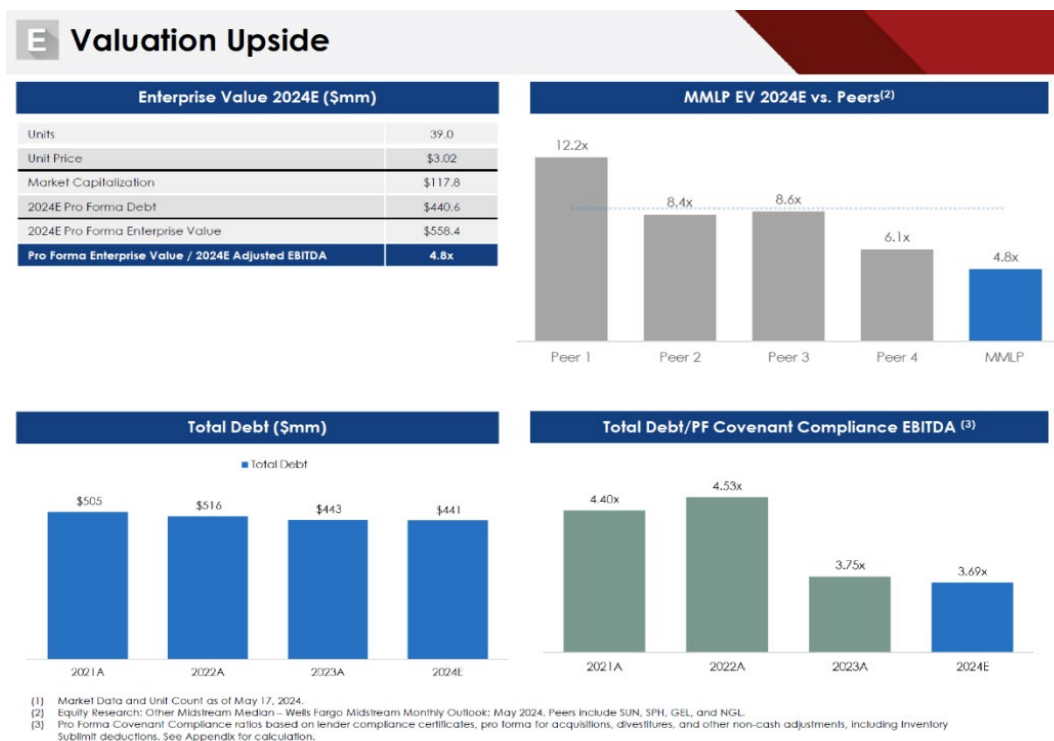 E Valuation Upside
Enterprise Value 2024E ($mm)
Units 39.0
Unit Price $3.02
Market Capitalization $117.8
2024E Pro Forma Debt $440.6
2024E Pro Forma Enterprise Value $558.4
Pro Forma Enterprise Value / 2024E Adjusted EBITDA 4.8x
MMLP EV 2024E vs. Peers(2)
12.2x
8.4x
8.6x
6.1x
4.8x
Peer 1 Peer 2 Peer 3 Peer 4 MMLP
Total Debt ($mm)
Total Debt
$505
$516
$443
$441
2021A 2022A 2023A 2024E
Total Debt/PF Covenant Compliance EBITDA (3)
4.40x
4.53x
3.75x
3.69x
2021A 2022A 2023A 2024E
(1) Market Data and Unit Count as of May 17, 2024.
(2) Equity Research: Other Midstream Median – Wells Fargo Midstream Monthly Outlook: May 2024. Peers include SUN, SPH, GEL, and NGL.
(3) Pro Forma Covenant Compliance ratios based on lender compliance certificates, pro forma for acquisitions, divestitures, and other non-cash adjustments, including Inventory
Sublimit deductions. See Appendix for calculation.